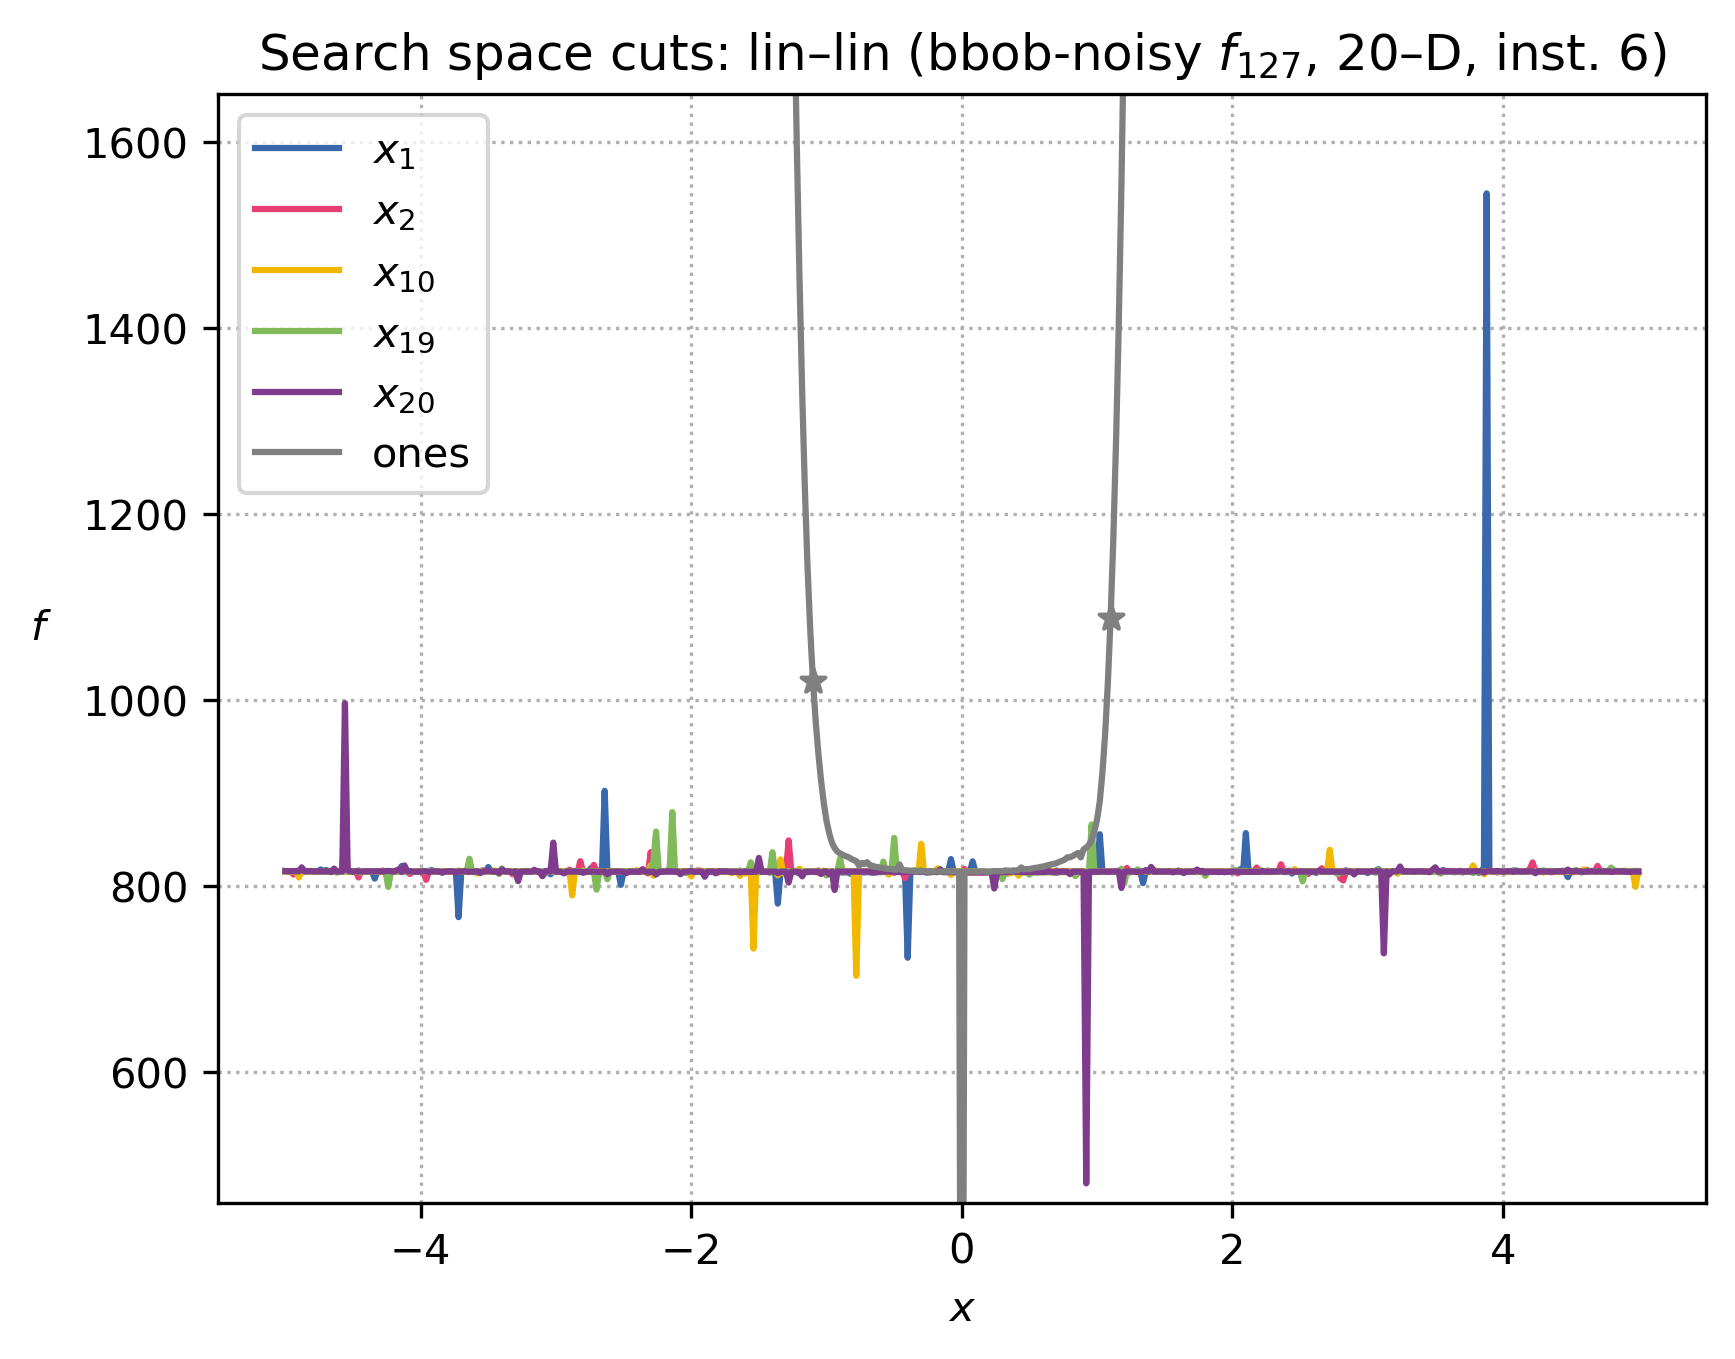 Search space cuts: lin–lin (bbob-noisy f₁₂₇, 20–D, inst. 6)
x₁
x₂
x₁₀
x₁₉
x₂₀
ones
1600
1400
1200
1000
800
600
f
−4
−2
0
2
4
x